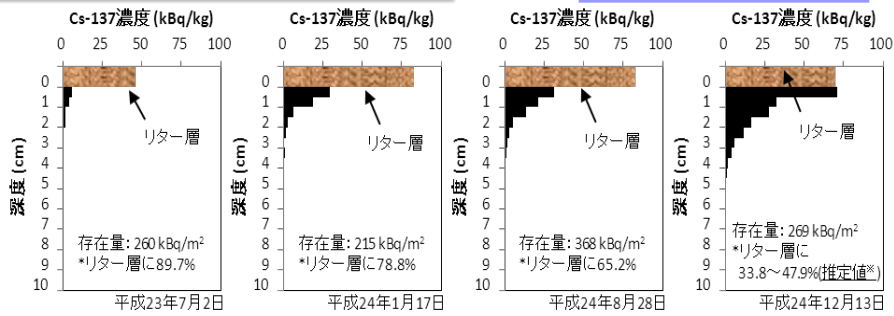 Cs-137濃度 (kBq/kg)
0 25 50 75 100
深度 (cm)
0
1
2
3
4
5
6
7
8
9
10
リター層
存在量: 260 kBq/m²
*リター層に89.7%
平成23年7月2日
Cs-137濃度 (kBq/kg)
0 25 50 75 100
深度 (cm)
0
1
2
3
4
5
6
7
8
9
10
リター層
存在量: 215 kBq/m²
*リター層に78.8%
平成24年1月17日
Cs-137濃度 (kBq/kg)
0 25 50 75 100
深度 (cm)
0
1
2
3
4
5
6
7
8
9
10
リター層
存在量: 368 kBq/m²
*リター層に65.2%
平成24年8月28日
Cs-137濃度 (kBq/kg)
0 25 50 75 100
深度 (cm)
0
1
2
3
4
5
6
7
8
9
10
リター層
存在量: 269 kBq/m²
*リター層に
33.8～47.9%(推定値※)
平成24年12月13日